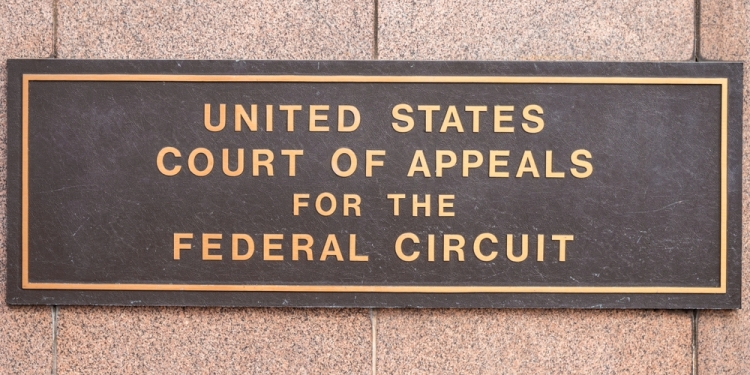 UNITED STATES
COURT OF APPEALS
FOR THE
FEDERAL CIRCUIT